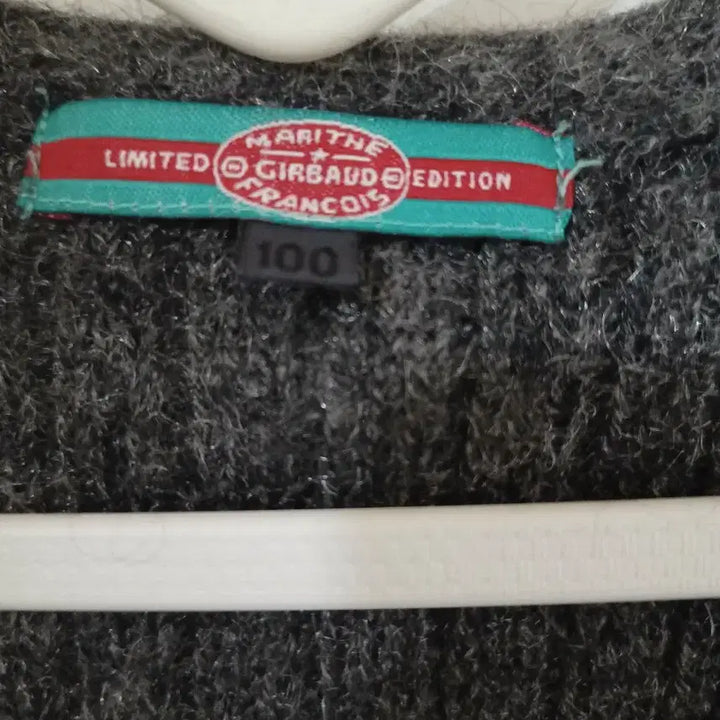 MARITHE
LIMITED GIRBAUD EDITION
FRANCOIS
100